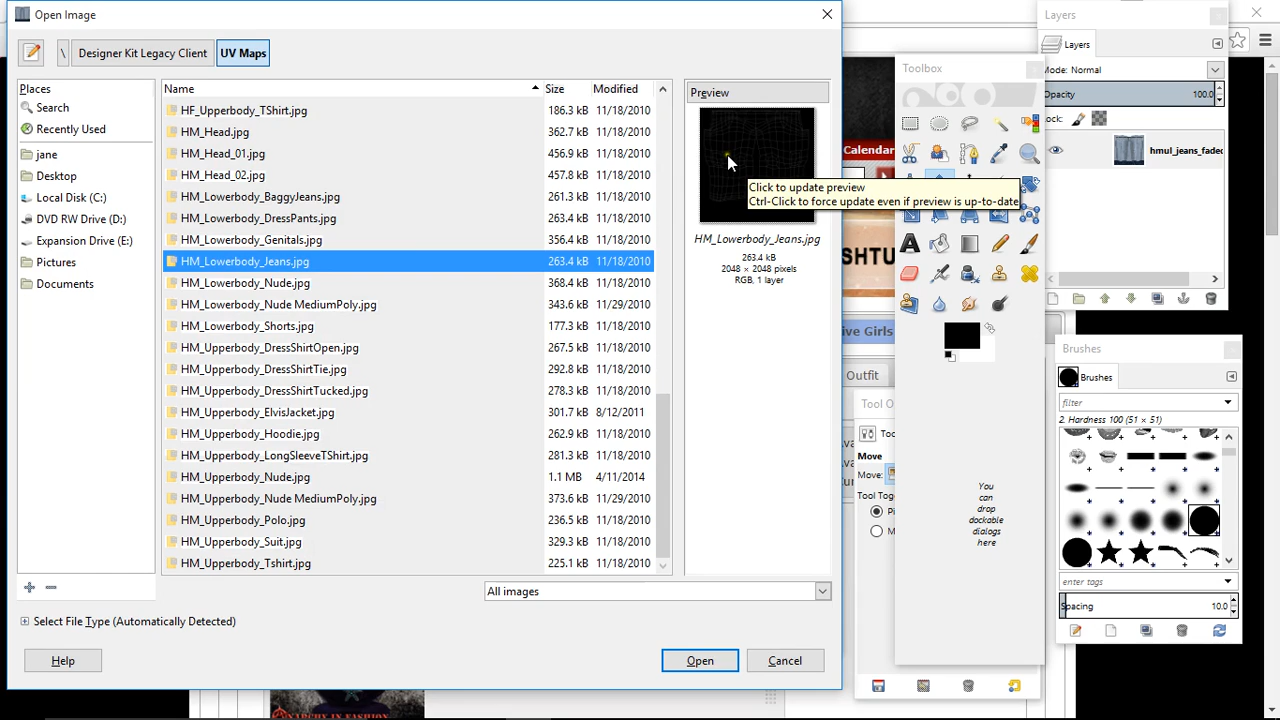 Open Image
\ Designer Kit Legacy Client UV Maps
Places
Search
Recently Used
jane
Desktop
Local Disk (C:)
DVD RW Drive (D:)
Expansion Drive (E:)
Pictures
Documents
Name Size Modified
HF_Upperbody_TShirt.jpg 186.3 kB 11/18/2010
HM_Head.jpg 362.7 kB 11/18/2010
HM_Head_01.jpg 456.9 kB 11/18/2010
HM_Head_02.jpg 457.8 kB 11/18/2010
HM_Lowerbody_BaggyJeans.jpg 261.3 kB 11/18/2010
HM_Lowerbody_DressPants.jpg 263.4 kB 11/18/2010
HM_Lowerbody_Genitals.jpg 356.4 kB 11/18/2010
HM_Lowerbody_Jeans.jpg 263.4 kB 11/18/2010
HM_Lowerbody_Nude.jpg 368.4 kB 11/18/2010
HM_Lowerbody_Nude MediumPoly.jpg 343.6 kB 11/29/2010
HM_Lowerbody_Shorts.jpg 177.3 kB 11/18/2010
HM_Upperbody_DressShirtOpen.jpg 267.5 kB 11/18/2010
HM_Upperbody_DressShirtTie.jpg 292.8 kB 11/18/2010
HM_Upperbody_DressShirtTucked.jpg 278.3 kB 11/18/2010
HM_Upperbody_ElvisJacket.jpg 301.7 kB 8/12/2011
HM_Upperbody_Hoodie.jpg 262.9 kB 11/18/2010
HM_Upperbody_LongSleeveTShirt.jpg 281.3 kB 11/18/2010
HM_Upperbody_Nude.jpg 1.1 MB 4/11/2014
HM_Upperbody_Nude MediumPoly.jpg 373.6 kB 11/29/2010
HM_Upperbody_Polo.jpg 236.5 kB 11/18/2010
HM_Upperbody_Suit.jpg 329.3 kB 11/18/2010
HM_Upperbody_Tshirt.jpg 225.1 kB 11/18/2010
Preview
Click to update preview
Ctrl-Click to force update even if preview is up-to-date
HM_Lowerbody_Jeans.jpg
263.4 kB
2048 × 2048 pixels
RGB, 1 layer
All images
Select File Type (Automatically Detected)
Help
Open
Cancel
Calendar
SHTU
ive Girls
Outfit
Tool O
Move
Move:
Tool Togg
Toolbox
You
can
drop
dockable
dialogs
here
Layers
Layers
Mode: Normal
Opacity 100.0
ock:
hmul_jeans_faded
Brushes
Brushes
filter
2. Hardness 100 (51 × 51)
enter tags
Spacing 10.0
ANARCHY IN FASHION